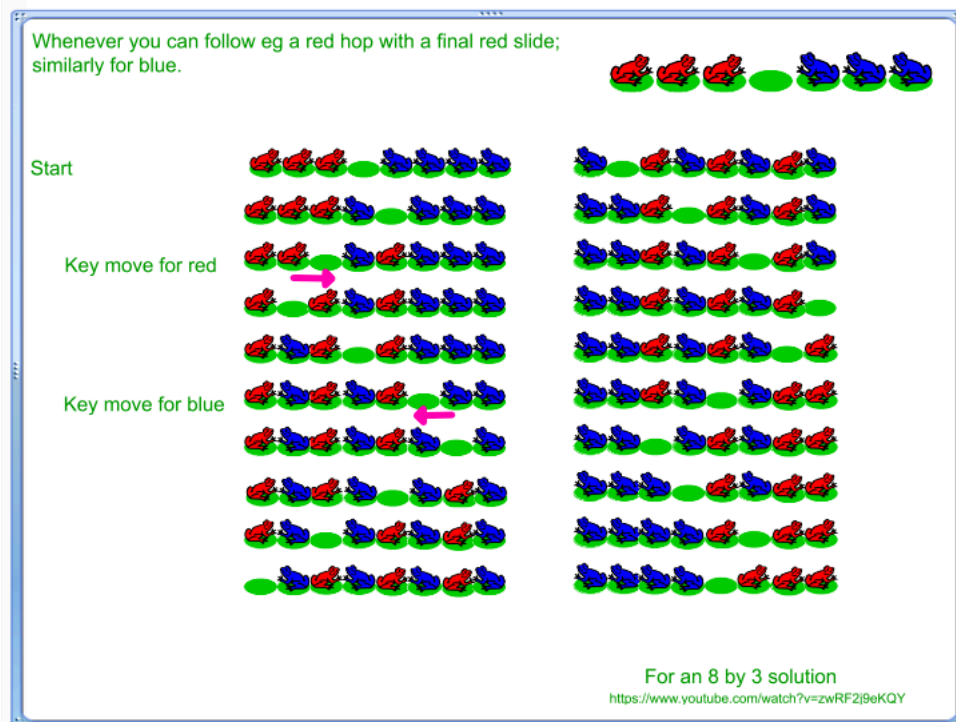 Whenever you can follow eg a red hop with a final red slide;
similarly for blue.
Start
Key move for red
Key move for blue
For an 8 by 3 solution
https://www.youtube.com/watch?v=zwRF2j9eKQY